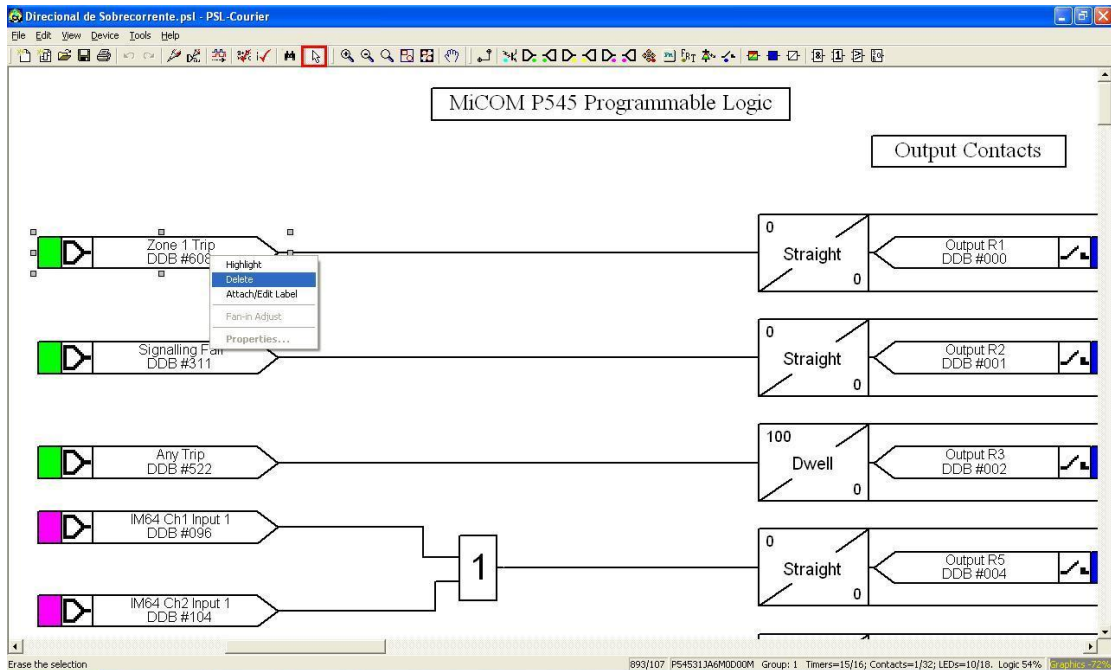 Direcional de Sobrecorrente.psl - PSL-Courier
File Edit View Device Tools Help
MiCOM P545 Programmable Logic
Output Contacts
Zone 1 Trip
DDB #608
Highlight
Delete
Attach/Edit Label
Fan-in Adjust
Properties...
0
Straight
0
Output R1
DDB #000
Signalling Fail
DDB #311
0
Straight
0
Output R2
DDB #001
Any Trip
DDB #522
100
Dwell
0
Output R3
DDB #002
IM64 Ch1 Input 1
DDB #096
1
IM64 Ch2 Input 1
DDB #104
0
Straight
0
Output R5
DDB #004
Erase the selection
893/107 P54531JA6M0D00M Group: 1 Timers=15/16; Contacts=1/32; LEDs=10/18. Logic 54% Graphics -72%